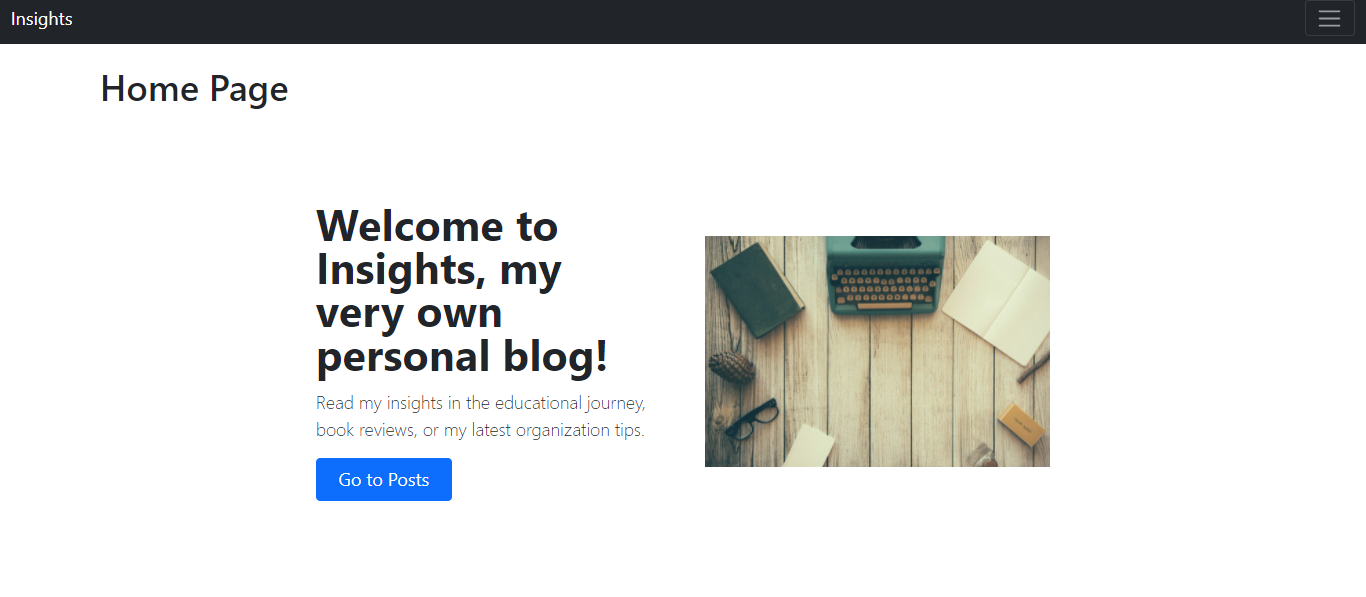 Insights
Home Page
Welcome to
Insights, my
very own
personal blog!
Read my insights in the educational journey,
book reviews, or my latest organization tips.
Go to Posts